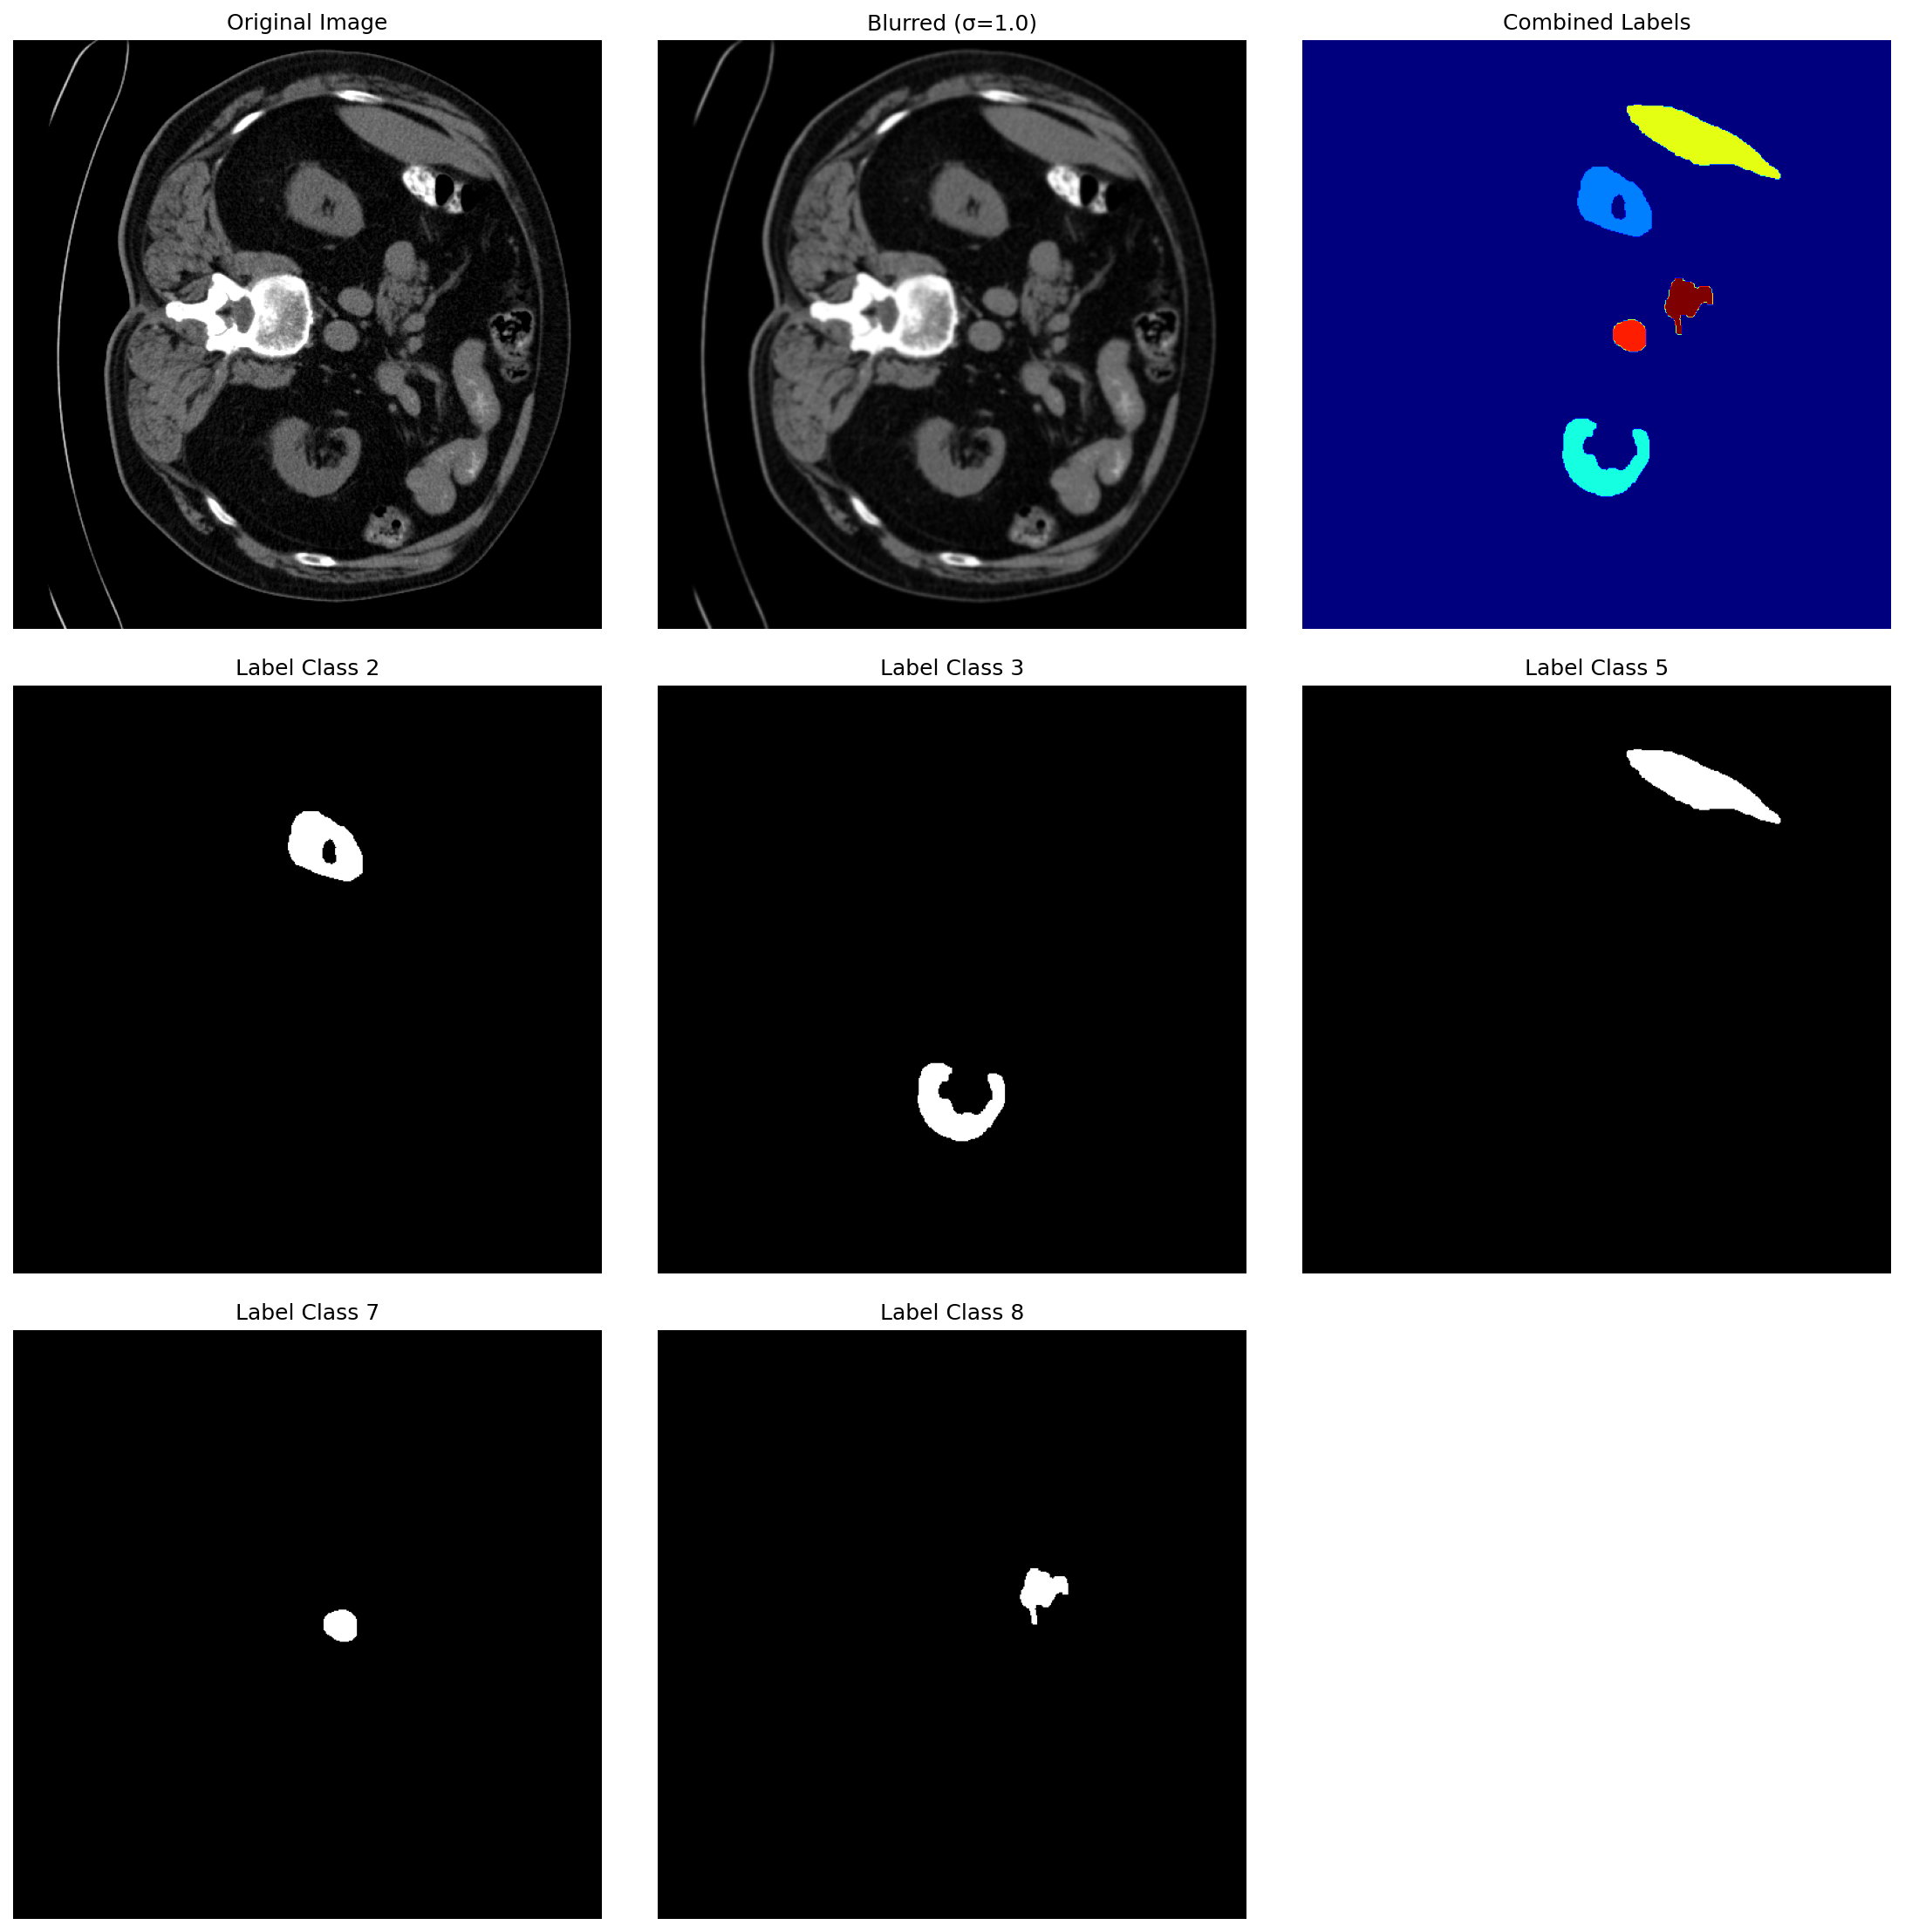 Original Image
Blurred (σ=1.0)
Combined Labels
Label Class 2
Label Class 3
Label Class 5
Label Class 7
Label Class 8